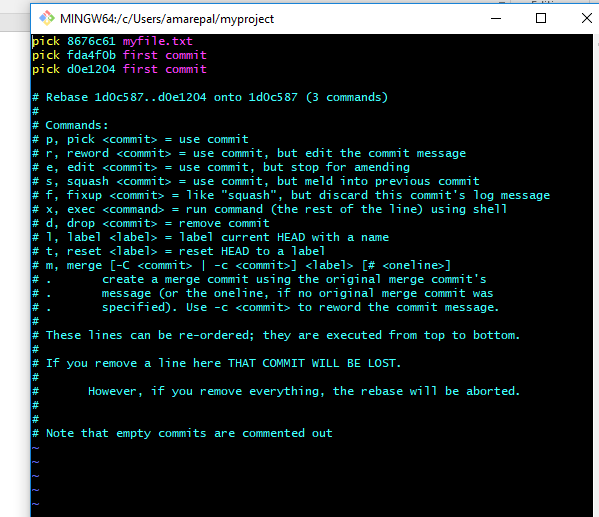 MINGW64:/c/Users/amarepal/myproject
pick 8676c61 myfile.txt
pick fda4f0b first commit
pick d0e1204 first commit
# Rebase 1d0c587..d0e1204 onto 1d0c587 (3 commands)
#
# Commands:
# p, pick <commit> = use commit
# r, reword <commit> = use commit, but edit the commit message
# e, edit <commit> = use commit, but stop for amending
# s, squash <commit> = use commit, but meld into previous commit
# f, fixup <commit> = like "squash", but discard this commit's log message
# x, exec <command> = run command (the rest of the line) using shell
# d, drop <commit> = remove commit
# l, label <label> = label current HEAD with a name
# t, reset <label> = reset HEAD to a label
# m, merge [-C <commit> | -c <commit>] <label> [# <oneline>]
# .       create a merge commit using the original merge commit's
# .       message (or the oneline, if no original merge commit was
# .       specified). Use -c <commit> to reword the commit message.
#
# These lines can be re-ordered; they are executed from top to bottom.
#
# If you remove a line here THAT COMMIT WILL BE LOST.
#
#       However, if you remove everything, the rebase will be aborted.
#
#
# Note that empty commits are commented out
~
~
~
~
~